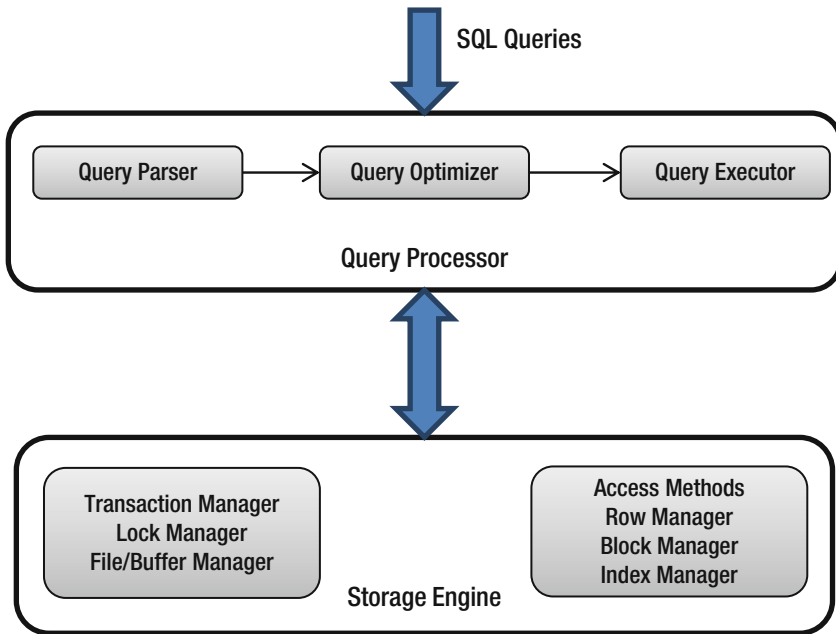 SQL Queries
Query Parser
Query Optimizer
Query Executor
Query Processor
Transaction Manager
Lock Manager
File/Buffer Manager
Access Methods
Row Manager
Block Manager
Index Manager
Storage Engine